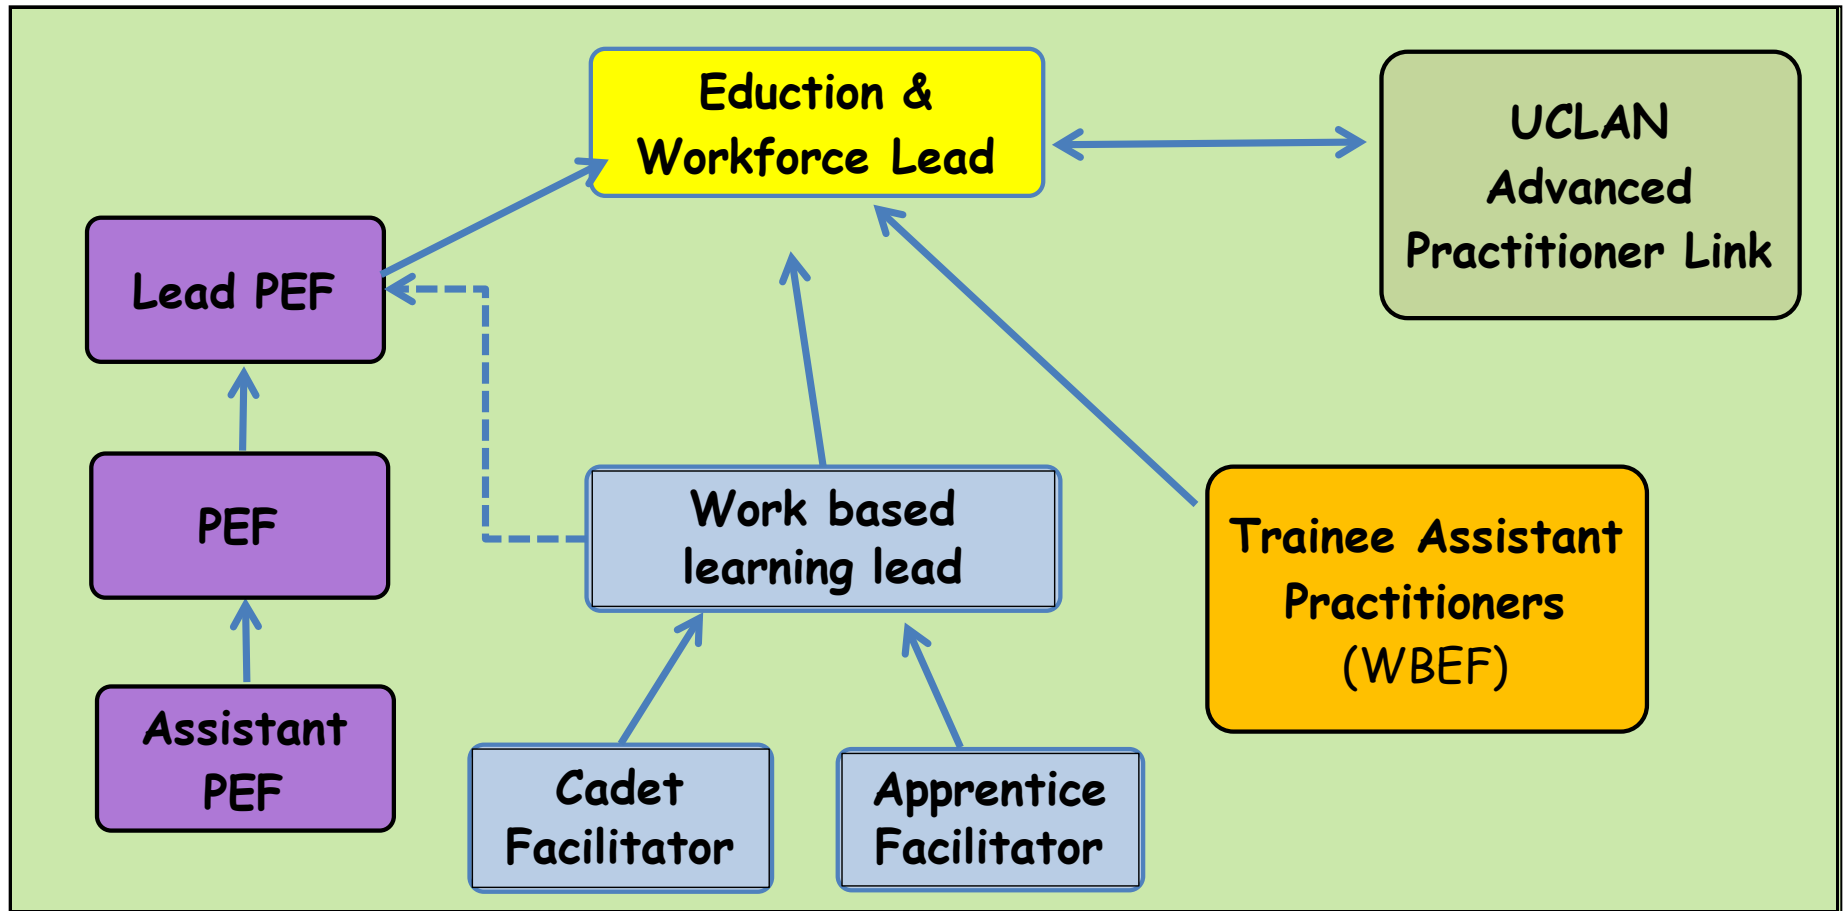 Eduction &
Workforce Lead
UCLAN
Advanced
Practitioner Link
Lead PEF
PEF
Assistant
PEF
Work based
learning lead
Trainee Assistant
Practitioners
(WBEF)
Cadet
Facilitator
Apprentice
Facilitator